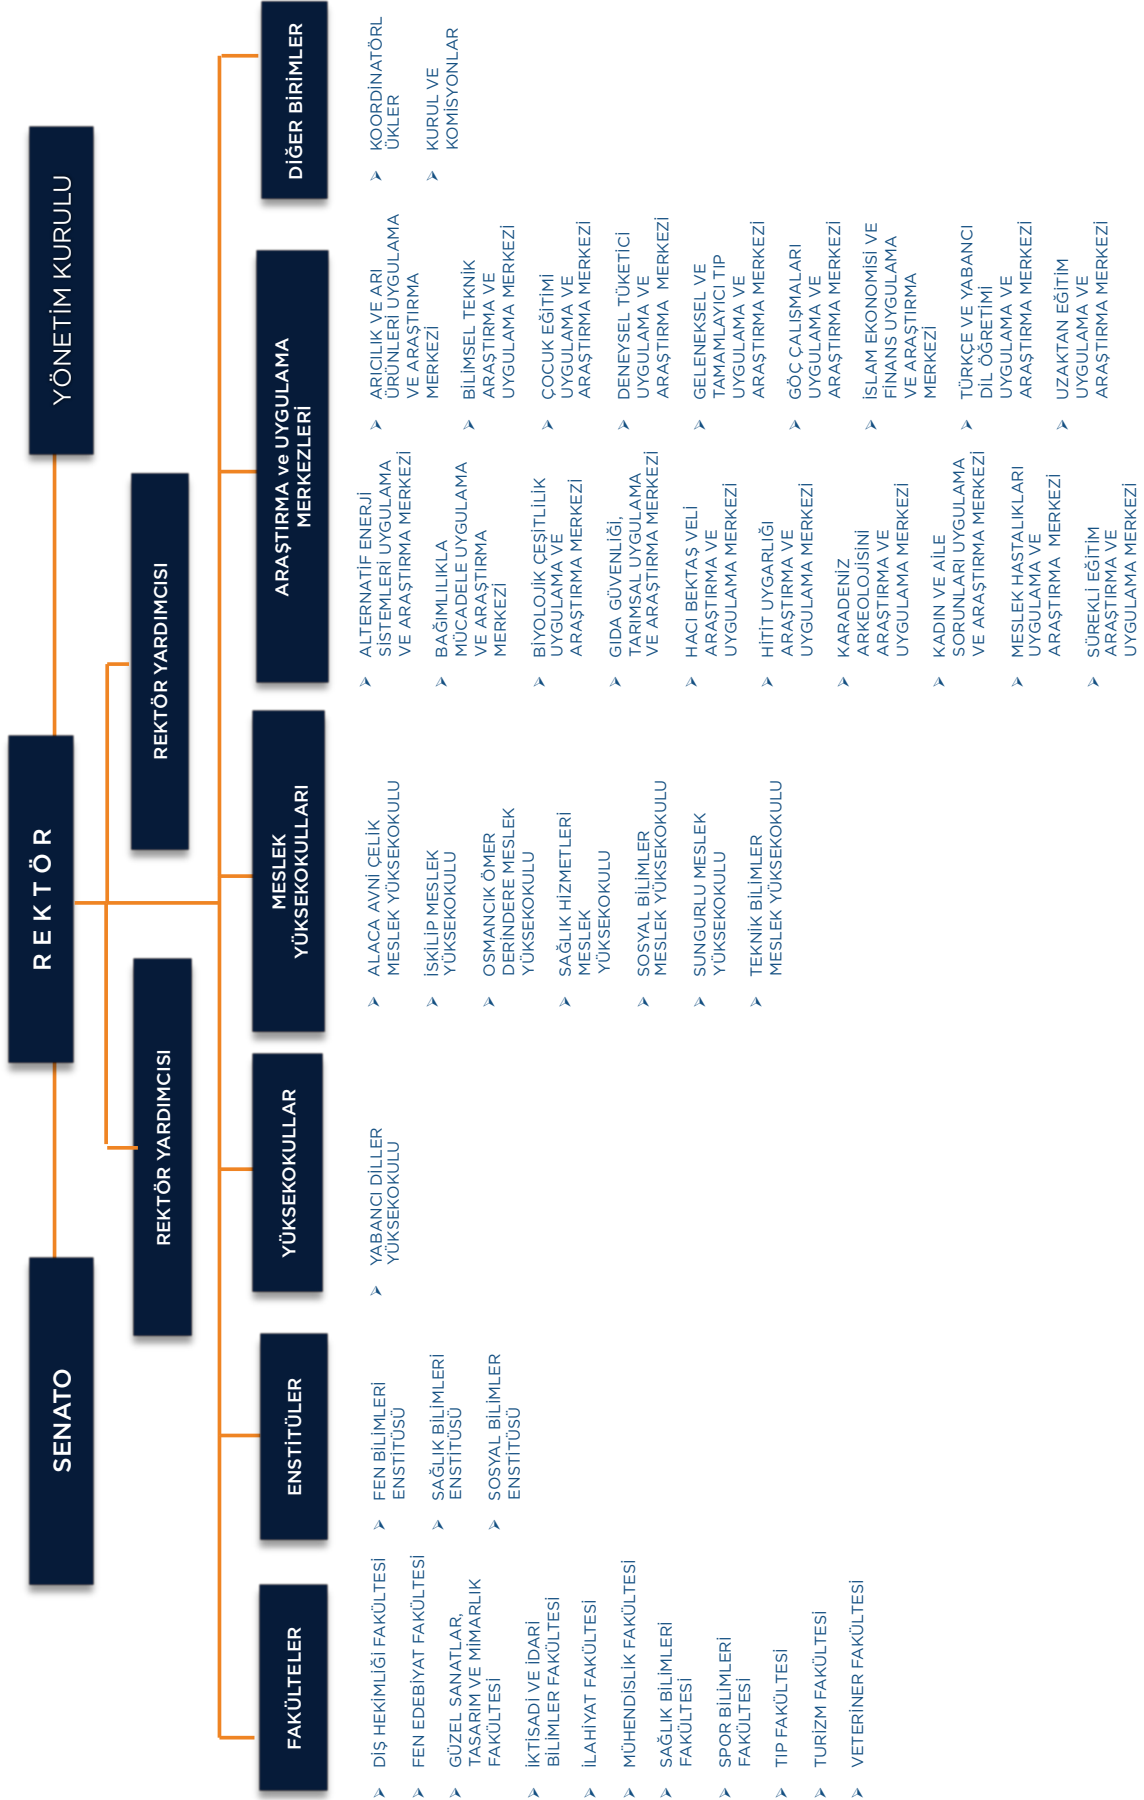 SENATO
REKTÖR
YÖNETİM KURULU
REKTÖR YARDIMCISI
REKTÖR YARDIMCISI
FAKÜLTELER
DİŞ HEKİMLİĞİ FAKÜLTESİ
FEN EDEBİYAT FAKÜLTESİ
GÜZEL SANATLAR,
TASARIM VE MİMARLIK
FAKÜLTESİ
İKTİSADİ VE İDARİ
BİLİMLER FAKÜLTESİ
İLAHİYAT FAKÜLTESİ
MÜHENDİSLİK FAKÜLTESİ
SAĞLIK BİLİMLERİ
FAKÜLTESİ
SPOR BİLİMLERİ
FAKÜLTESİ
TIP FAKÜLTESİ
TURİZM FAKÜLTESİ
VETERİNER FAKÜLTESİ
ENSTİTÜLER
FEN BİLİMLERİ
ENSTİTÜSÜ
SAĞLIK BİLİMLERİ
ENSTİTÜSÜ
SOSYAL BİLİMLER
ENSTİTÜSÜ
YÜKSEKOKULLAR
YABANCI DİLLER
YÜKSEKOKULU
MESLEK
YÜKSEKOKULLARI
ALACA AVNİ ÇELİK
MESLEK YÜKSEKOKULU
İSKİLİP MESLEK
YÜKSEKOKULU
OSMANCIK ÖMER
DERİNDERE MESLEK
YÜKSEKOKULU
SAĞLIK HİZMETLERİ
MESLEK
YÜKSEKOKULU
SOSYAL BİLİMLER
MESLEK YÜKSEKOKULU
SUNGURLU MESLEK
YÜKSEKOKULU
TEKNİK BİLİMLER
MESLEK YÜKSEKOKULU
ARAŞTIRMA ve UYGULAMA
MERKEZLERİ
ALTERNATİF ENERJİ
SİSTEMLERİ UYGULAMA
VE ARAŞTIRMA MERKEZİ
BAĞIMLILIKLA
MÜCADELE UYGULAMA
VE ARAŞTIRMA
MERKEZİ
BİYOLOJİK ÇEŞİTLİLİK
UYGULAMA VE
ARAŞTIRMA MERKEZİ
GIDA GÜVENLİĞİ,
TARIMSAL UYGULAMA
VE ARAŞTIRMA MERKEZİ
HACI BEKTAŞ VELİ
ARAŞTIRMA VE
UYGULAMA MERKEZİ
HİTİT UYGARLIĞI
ARAŞTIRMA VE
UYGULAMA MERKEZİ
KARADENİZ
ARKEOLOJİSİNİ
ARAŞTIRMA VE
UYGULAMA MERKEZİ
KADIN VE AİLE
SORUNLARI UYGULAMA
VE ARAŞTIRMA MERKEZİ
MESLEK HASTALIKLARI
UYGULAMA VE
ARAŞTIRMA MERKEZİ
SÜREKLİ EĞİTİM
ARAŞTIRMA VE
UYGULAMA MERKEZİ
ARICILIK VE ARI
ÜRÜNLERİ UYGULAMA
VE ARAŞTIRMA
MERKEZİ
BİLİMSEL TEKNİK
ARAŞTIRMA VE
UYGULAMA MERKEZİ
ÇOCUK EĞİTİMİ
UYGULAMA VE
ARAŞTIRMA MERKEZİ
DENEYSEL TÜKETİCİ
UYGULAMA VE
ARAŞTIRMA MERKEZİ
GELENEKSEL VE
TAMAMLAYICI TIP
UYGULAMA VE
ARAŞTIRMA MERKEZİ
GÖÇ ÇALIŞMALARI
UYGULAMA VE
ARAŞTIRMA MERKEZİ
İSLAM EKONOMİSİ VE
FİNANS UYGULAMA
VE ARAŞTIRMA
MERKEZİ
TÜRKÇE VE YABANCI
DİL ÖĞRETİMİ
UYGULAMA VE
ARAŞTIRMA MERKEZİ
UZAKTAN EĞİTİM
UYGULAMA VE
ARAŞTIRMA MERKEZİ
DİĞER BİRİMLER
KOORDİNATÖRL
ÜKLER
KURUL VE
KOMİSYONLAR